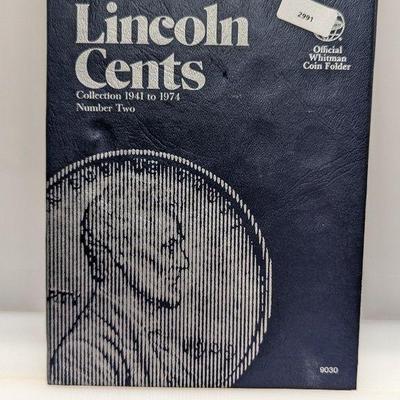 Lincoln
Cents
Collection 1941 to 1974
Number Two
2991
Official
Whitman
Coin Folder
9030